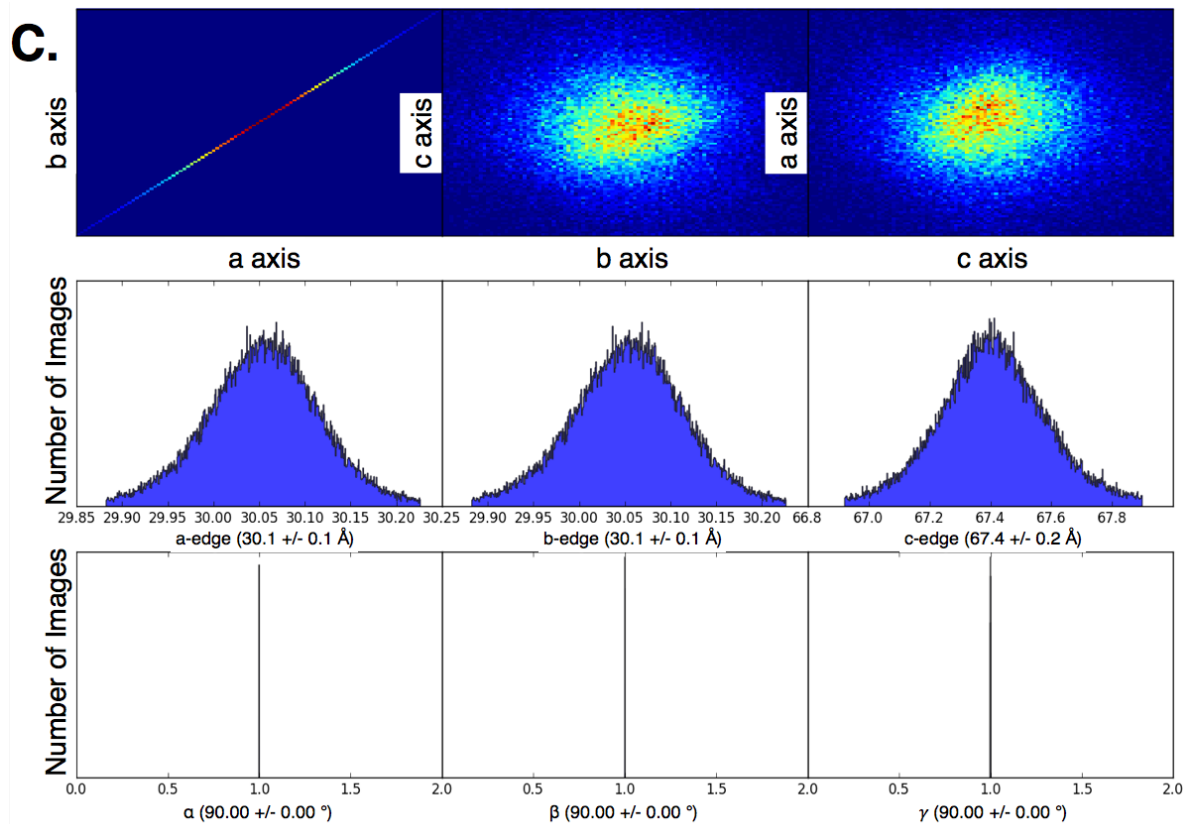 C.
b axis
c axis
a axis
a axis
b axis
c axis
Number of Images
29.85 29.90 29.95 30.00 30.05 30.10 30.15 30.20 30.25 29.90 29.95 30.00 30.05 30.10 30.15 30.20 66.8 67.0 67.2 67.4 67.6 67.8
a-edge (30.1 +/- 0.1 Å) b-edge (30.1 +/- 0.1 Å) c-edge (67.4 +/- 0.2 Å)
Number of Images
0.0 0.5 1.0 1.5 2.0 0.5 1.0 1.5 2.0 0.5 1.0 1.5 2.0
α (90.00 +/- 0.00 °) β (90.00 +/- 0.00 °) γ (90.00 +/- 0.00 °)